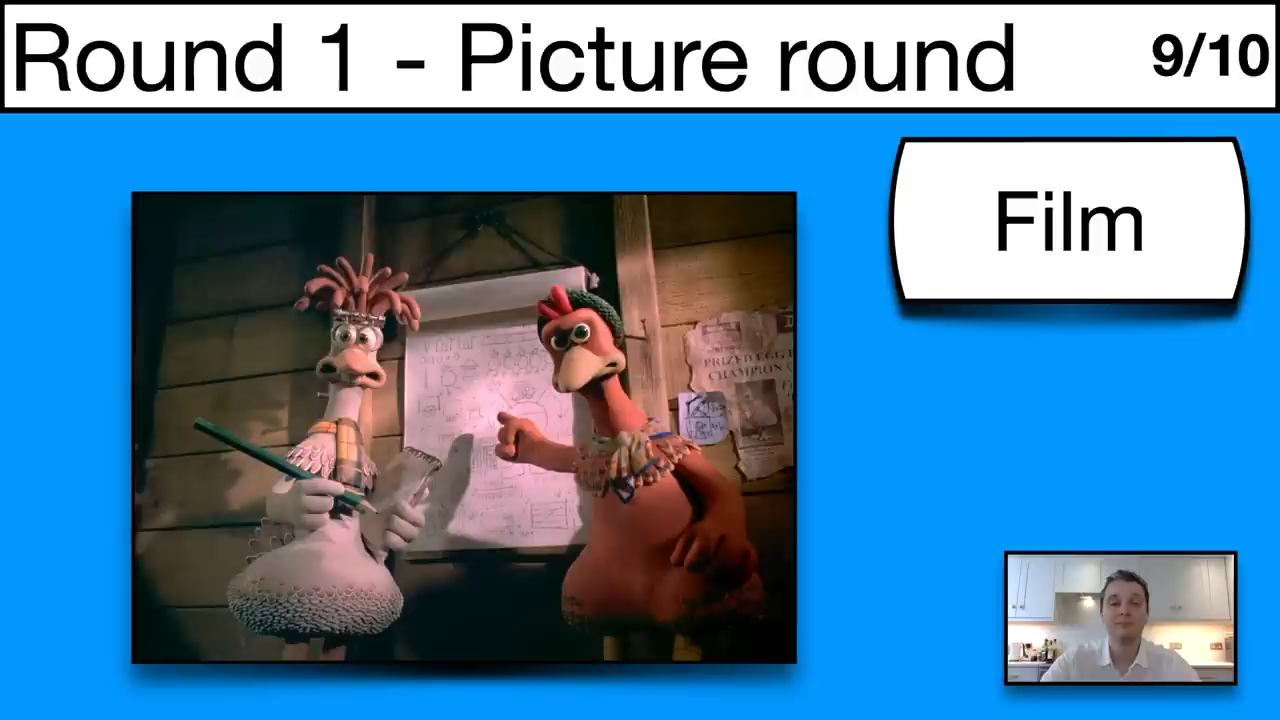 Round 1 - Picture round
9/10
Film
PRIZED EGG
CHAMPION